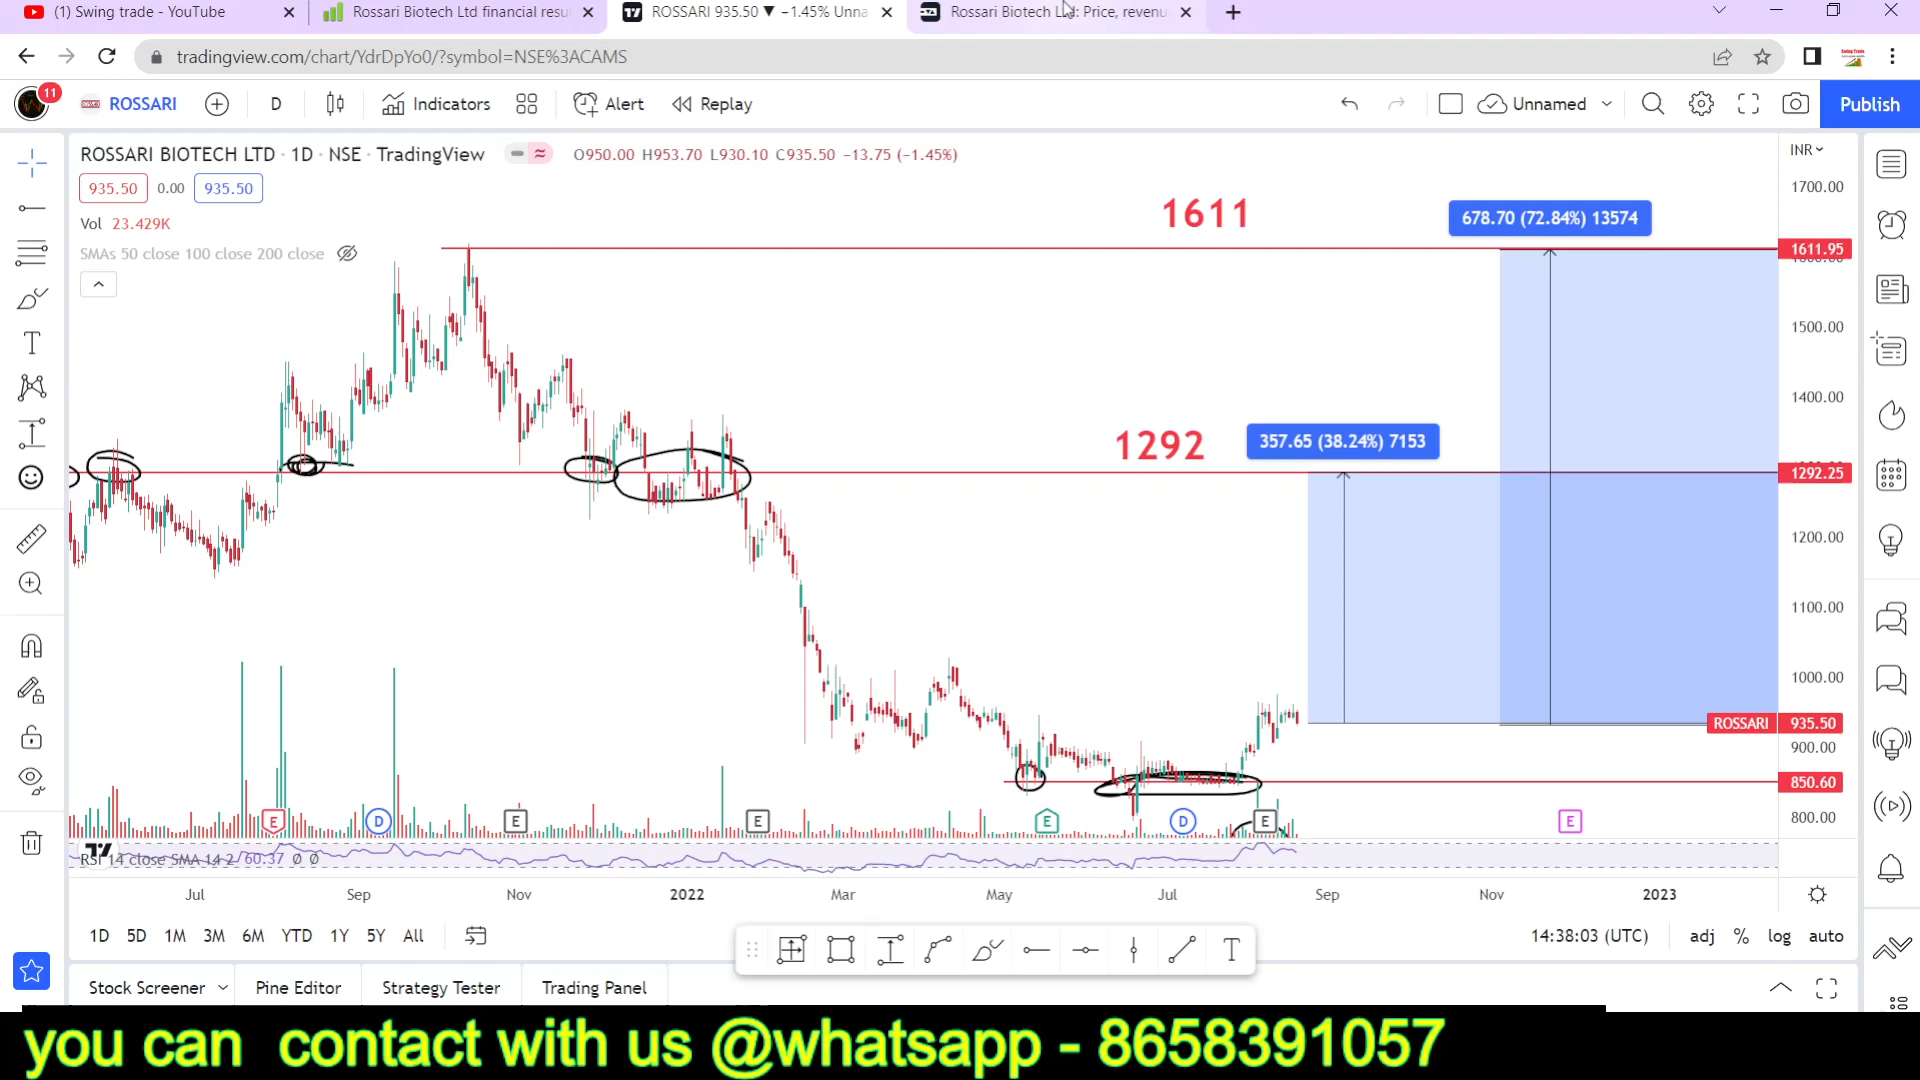 (1) Swing trade - YouTube
Rossari Biotech Ltd financial resu
ROSSARI 935.50 ▼ −1.45% Unna
Rossari Biotech Ltd: Price, revenu
tradingview.com/chart/YdrDpYo0/?symbol=NSE%3ACAMS
11
ROSSARI
D
Indicators
Alert
Replay
Unnamed
Publish
ROSSARI BIOTECH LTD · 1D · NSE · TradingView
O950.00 H953.70 L930.10 C935.50 −13.75 (−1.45%)
INR
935.50 0.00 935.50
Vol 23.429K
SMAs 50 close 100 close 200 close
1611
678.70 (72.84%) 13574
1292
357.65 (38.24%) 7153
1700.00
1611.95
1500.00
1400.00
1292.25
1200.00
1100.00
1000.00
ROSSARI 935.50
900.00
850.60
800.00
E D E E E D E E
RSI 14 close SMA 14 2 60.37 Ø Ø
Jul Sep Nov 2022 Mar May Jul Sep Nov 2023
1D 5D 1M 3M 6M YTD 1Y 5Y All
14:38:03 (UTC) adj % log auto
Stock Screener Pine Editor Strategy Tester Trading Panel
you can contact with us @whatsapp - 8658391057